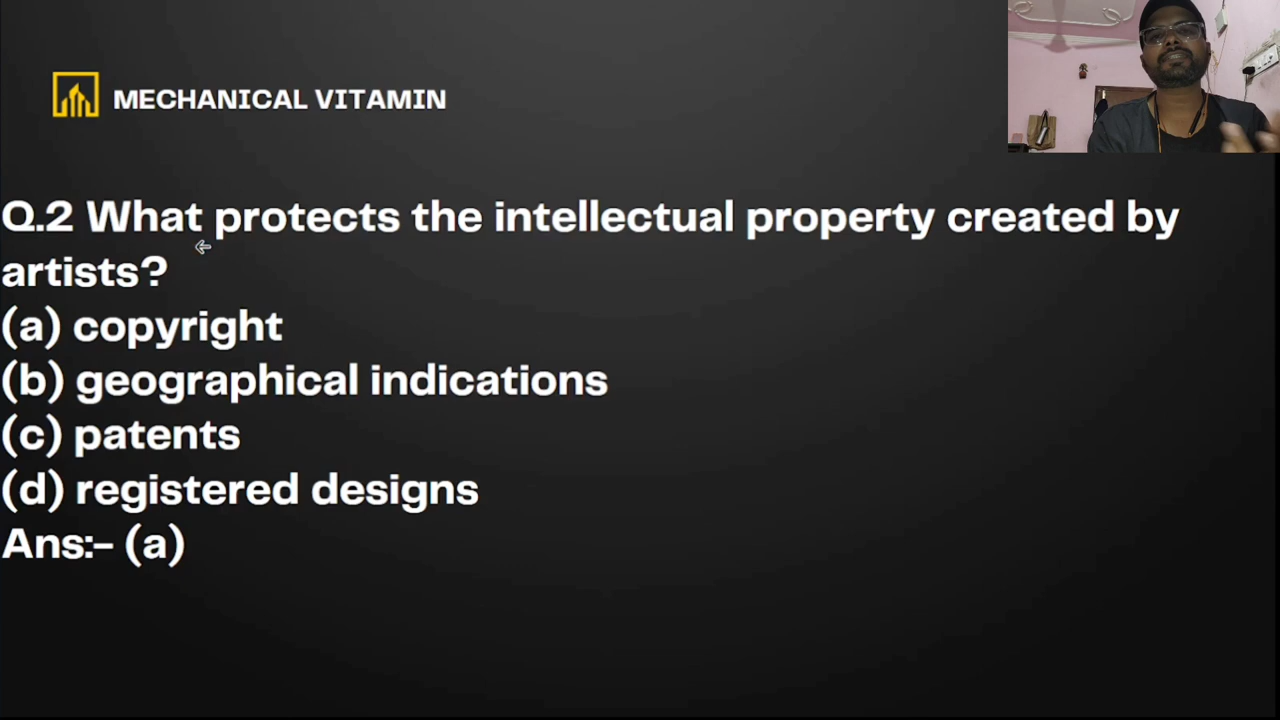 MECHANICAL VITAMIN
Q.2 What protects the intellectual property created by
artists?
(a) copyright
(b) geographical indications
(c) patents
(d) registered designs
Ans:- (a)